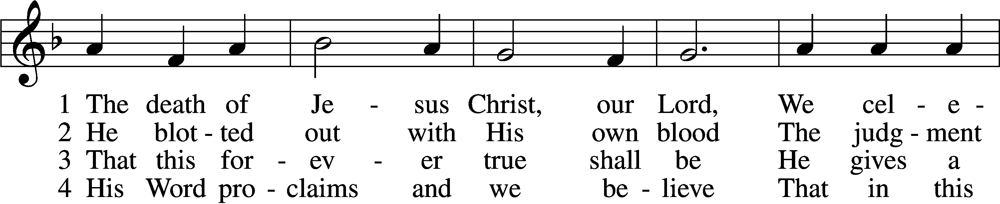 1 The death of Je - sus Christ, our Lord, We cel - e -
2 He blot - ted out with His own blood The judg - ment
3 That this for - ev - er true shall be He gives a
4 His Word pro - claims and we be - lieve That in this